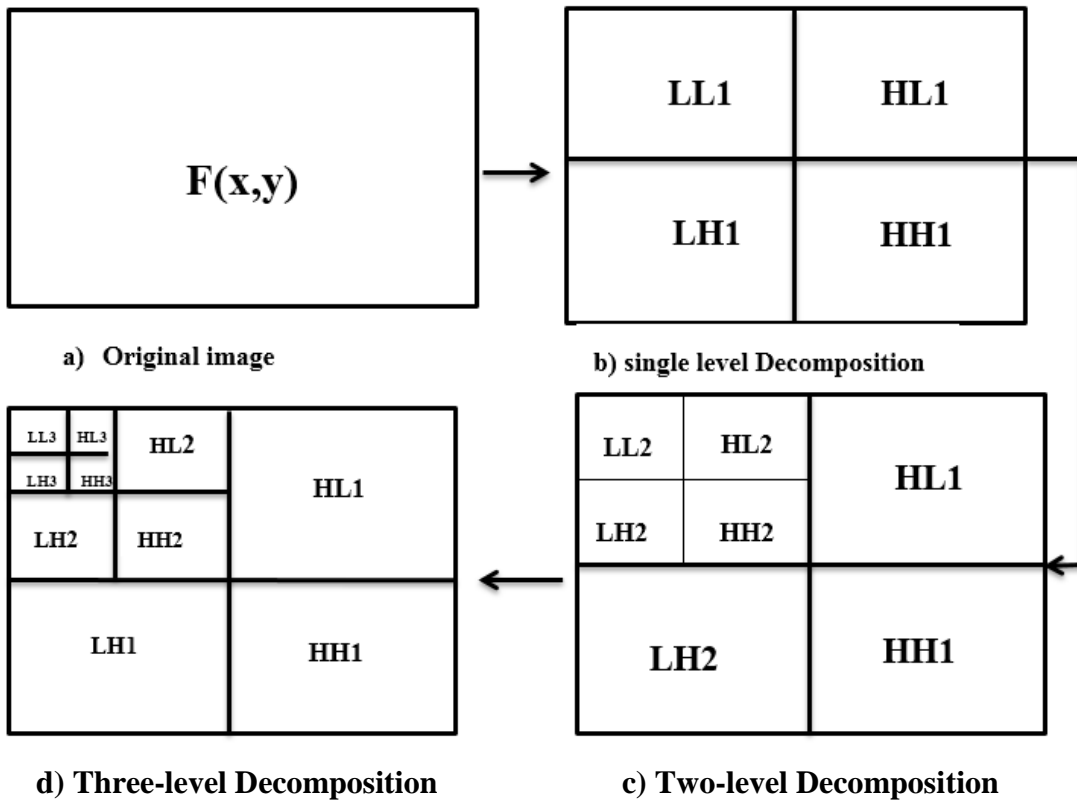 F(x,y)
LL1 HL1
LH1 HH1
a) Original image
b) single level Decomposition
LL3 HL3 HL2
HL1
LH3 HH3
LH2 HH2
LH1 HH1
LL2 HL2
HL1
LH2 HH2
LH2 HH1
d) Three-level Decomposition
c) Two-level Decomposition